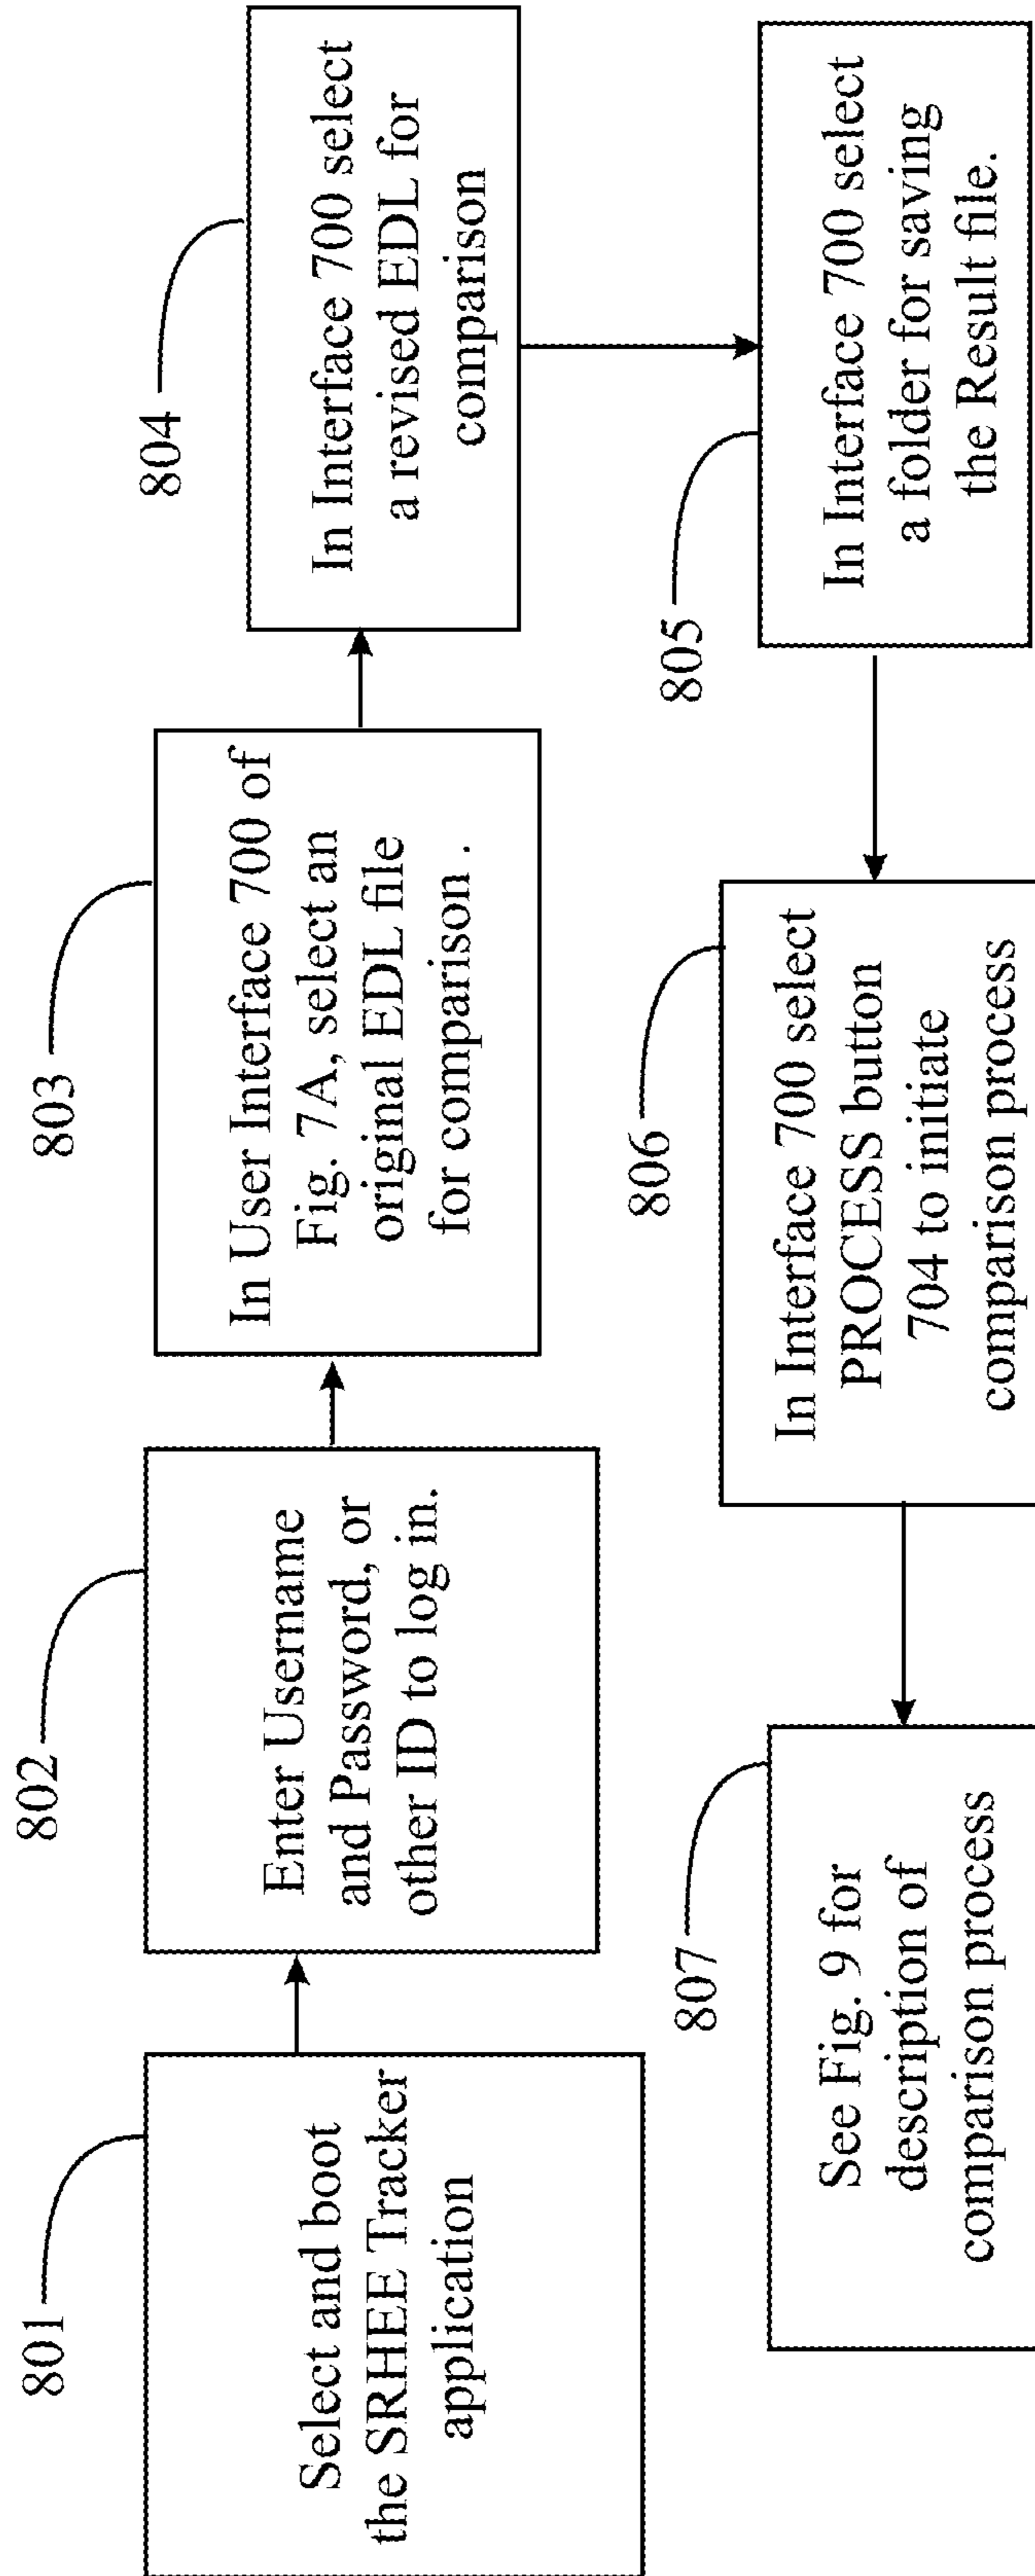 801
Select and boot
the SRHEE Tracker
application
802
Enter Username
and Password, or
other ID to log in.
803
In User Interface 700 of
Fig. 7A, select an
original EDL file
for comparison .
804
In Interface 700 select
a revised EDL for
comparison
805
In Interface 700 select
a folder for saving
the Result file.
806
In Interface 700 select
PROCESS button
704 to initiate
comparison process
807
See Fig. 9 for
description of
comparison process